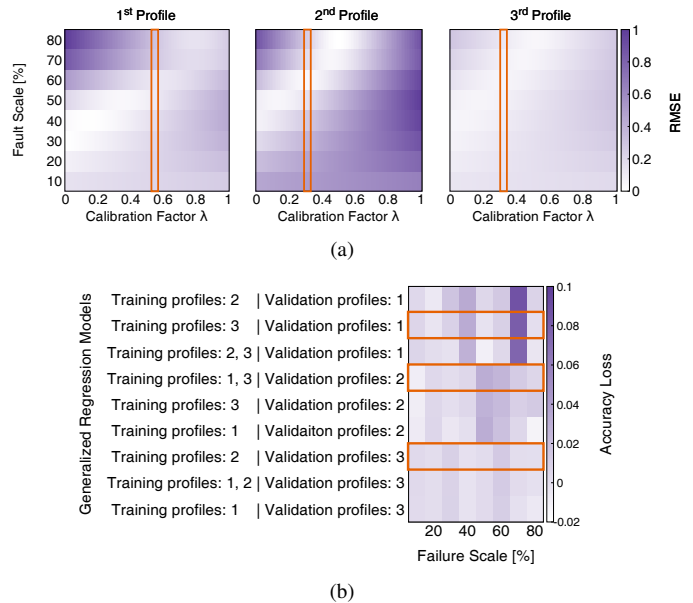 1st Profile 2nd Profile 3rd Profile
Fault Scale [%]
80
70
60
50
40
30
20
10
0 0.2 0.4 0.6 0.8 1
Calibration Factor λ
0 0.2 0.4 0.6 0.8 1
Calibration Factor λ
0 0.2 0.4 0.6 0.8 1
Calibration Factor λ
1
0.8
0.6
0.4
0.2
0
RMSE
(a)
Generalized Regression Models
Training profiles: 2 | Validation profiles: 1
Training profiles: 3 | Validation profiles: 1
Training profiles: 2, 3 | Validation profiles: 1
Training profiles: 1, 3 | Validation profiles: 2
Training profiles: 3 | Validation profiles: 2
Training profiles: 1 | Validaiton profiles: 2
Training profiles: 2 | Validation profiles: 3
Training profiles: 1, 2 | Validation profiles: 3
Training profiles: 1 | Validation profiles: 3
20 40 60 80
Failure Scale [%]
0.1
0.08
0.06
0.04
0.02
0
-0.02
Accuracy Loss
(b)